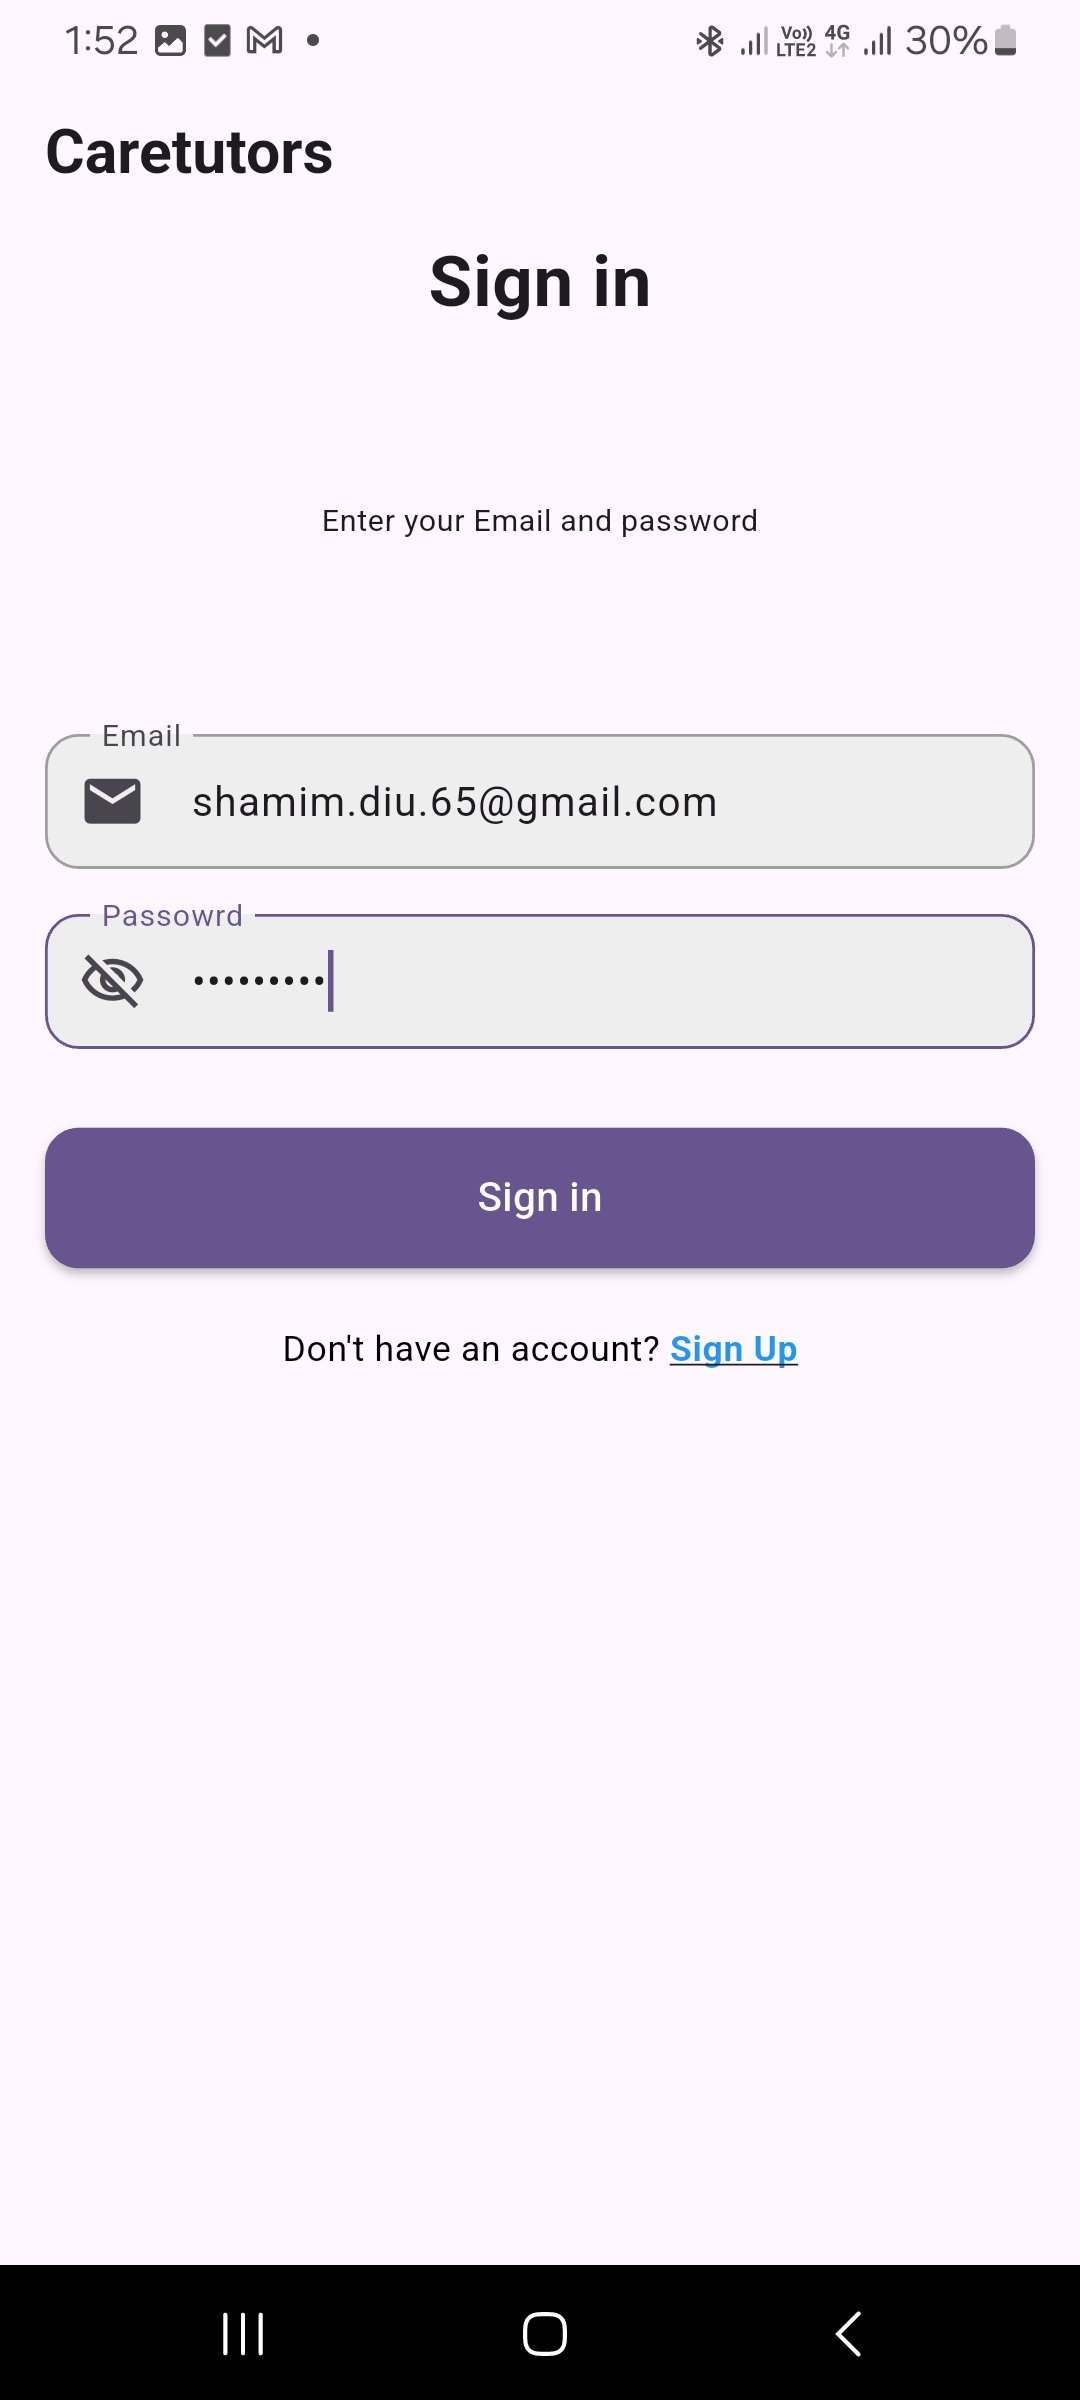 1:52 Vo)) LTE2 4G 30%
Caretutors
Sign in
Enter your Email and password
Email
shamim.diu.65@gmail.com
Passowrd
•••••••••
Sign in
Don't have an account? Sign Up